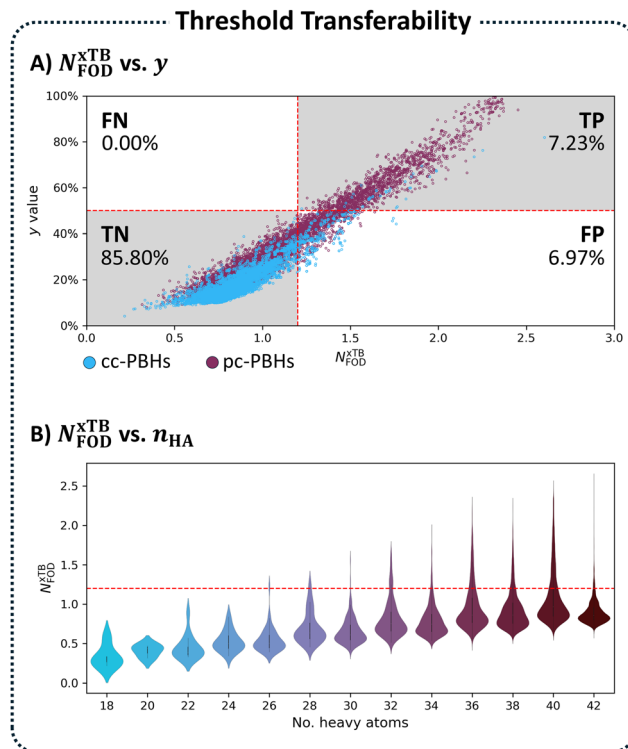 Threshold Transferability
A) N_FOD^xTB vs. y
100%
80%
60%
40%
20%
0%
y value
FN
0.00%
TP
7.23%
TN
85.80%
FP
6.97%
0.0
0.5
1.0
1.5
2.0
2.5
3.0
N_FOD^xTB
cc-PBHs
pc-PBHs
B) N_FOD^xTB vs. n_HA
2.5
2.0
1.5
1.0
0.5
0.0
N_FOD^xTB
18 20 22 24 26 28 30 32 34 36 38 40 42
No. heavy atoms